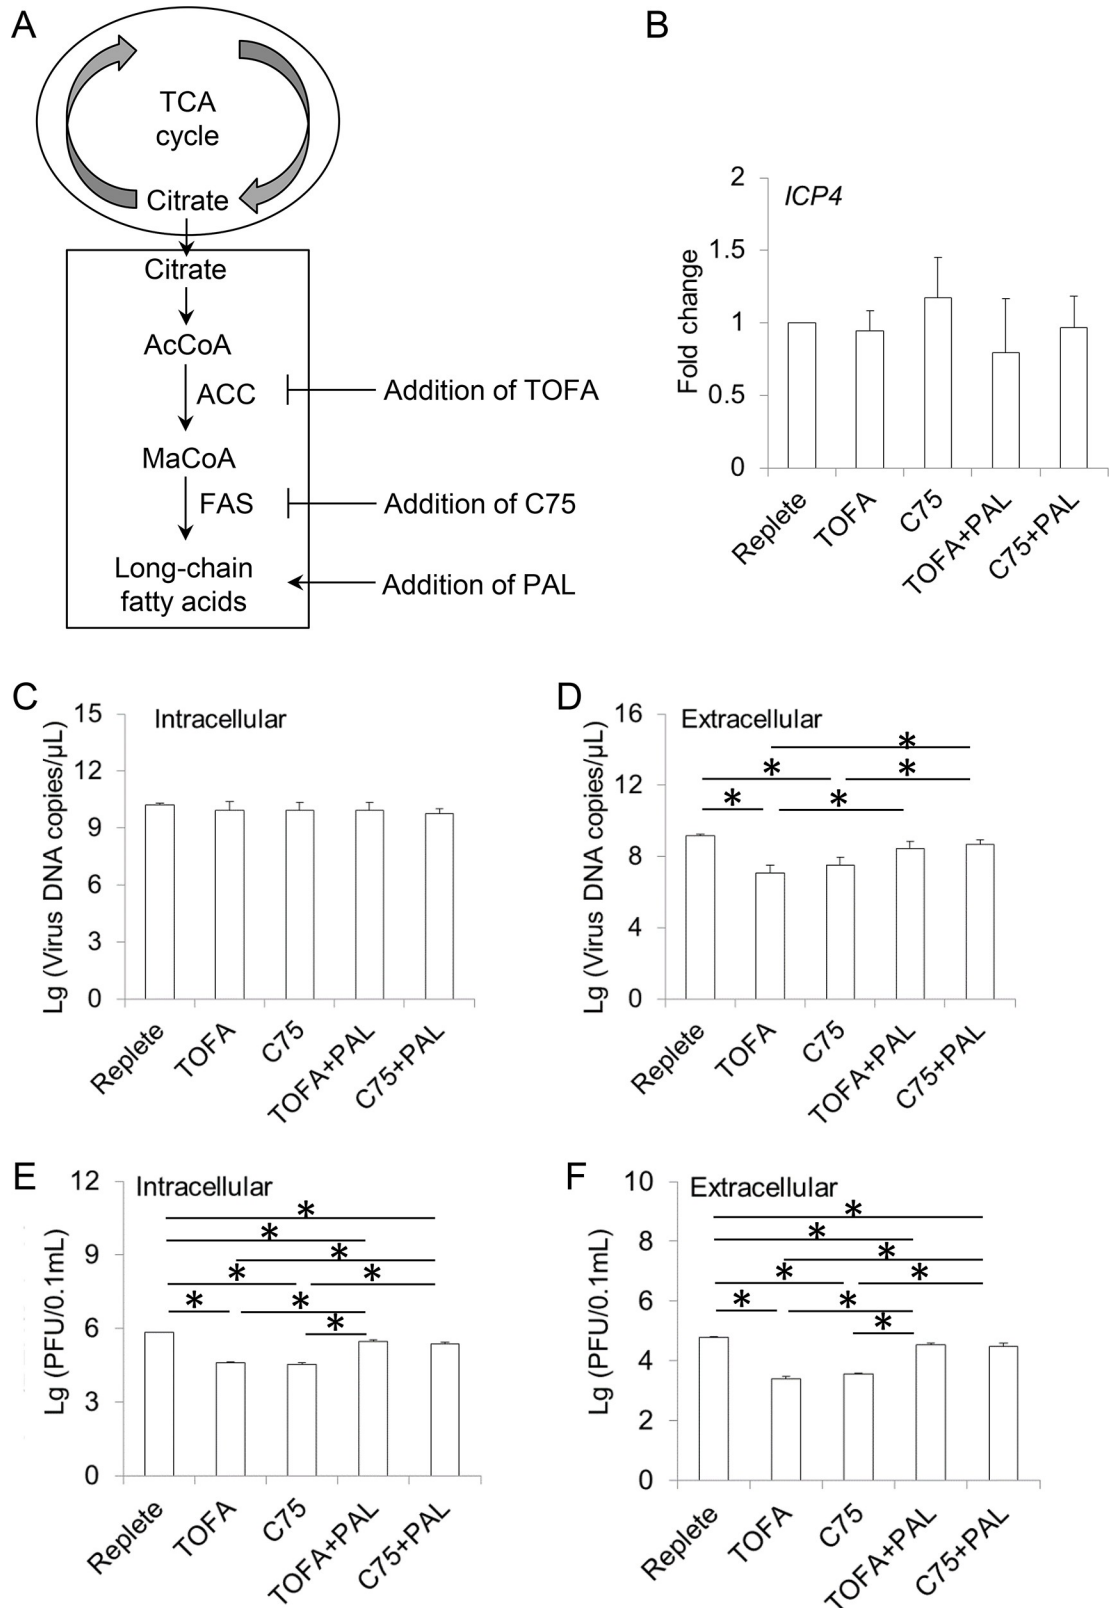 A
TCA
cycle
Citrate
Citrate
AcCoA
ACC
Addition of TOFA
MaCoA
FAS
Addition of C75
Long-chain
fatty acids
Addition of PAL
B
ICP4
Fold change
2
1.5
1
0.5
0
Replete
TOFA
C75
TOFA+PAL
C75+PAL
C
Intracellular
Lg (Virus DNA copies/µL)
15
12
9
6
3
0
Replete
TOFA
C75
TOFA+PAL
C75+PAL
D
Extracellular
Lg (Virus DNA copies/µL)
16
12
8
4
0
*
*
*
*
*
Replete
TOFA
C75
TOFA+PAL
C75+PAL
E
Intracellular
Lg (PFU/0.1mL)
12
9
6
3
0
*
*
*
*
*
*
*
*
Replete
TOFA
C75
TOFA+PAL
C75+PAL
F
Extracellular
Lg (PFU/0.1mL)
10
8
6
4
2
0
*
*
*
*
*
*
*
*
Replete
TOFA
C75
TOFA+PAL
C75+PAL